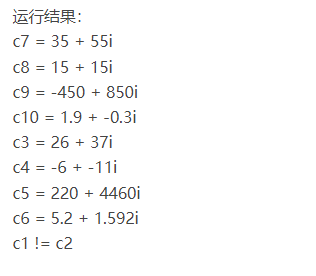 运行结果：
c7 = 35 + 55i
c8 = 15 + 15i
c9 = -450 + 850i
c10 = 1.9 + -0.3i
c3 = 26 + 37i
c4 = -6 + -11i
c5 = 220 + 4460i
c6 = 5.2 + 1.592i
c1 != c2